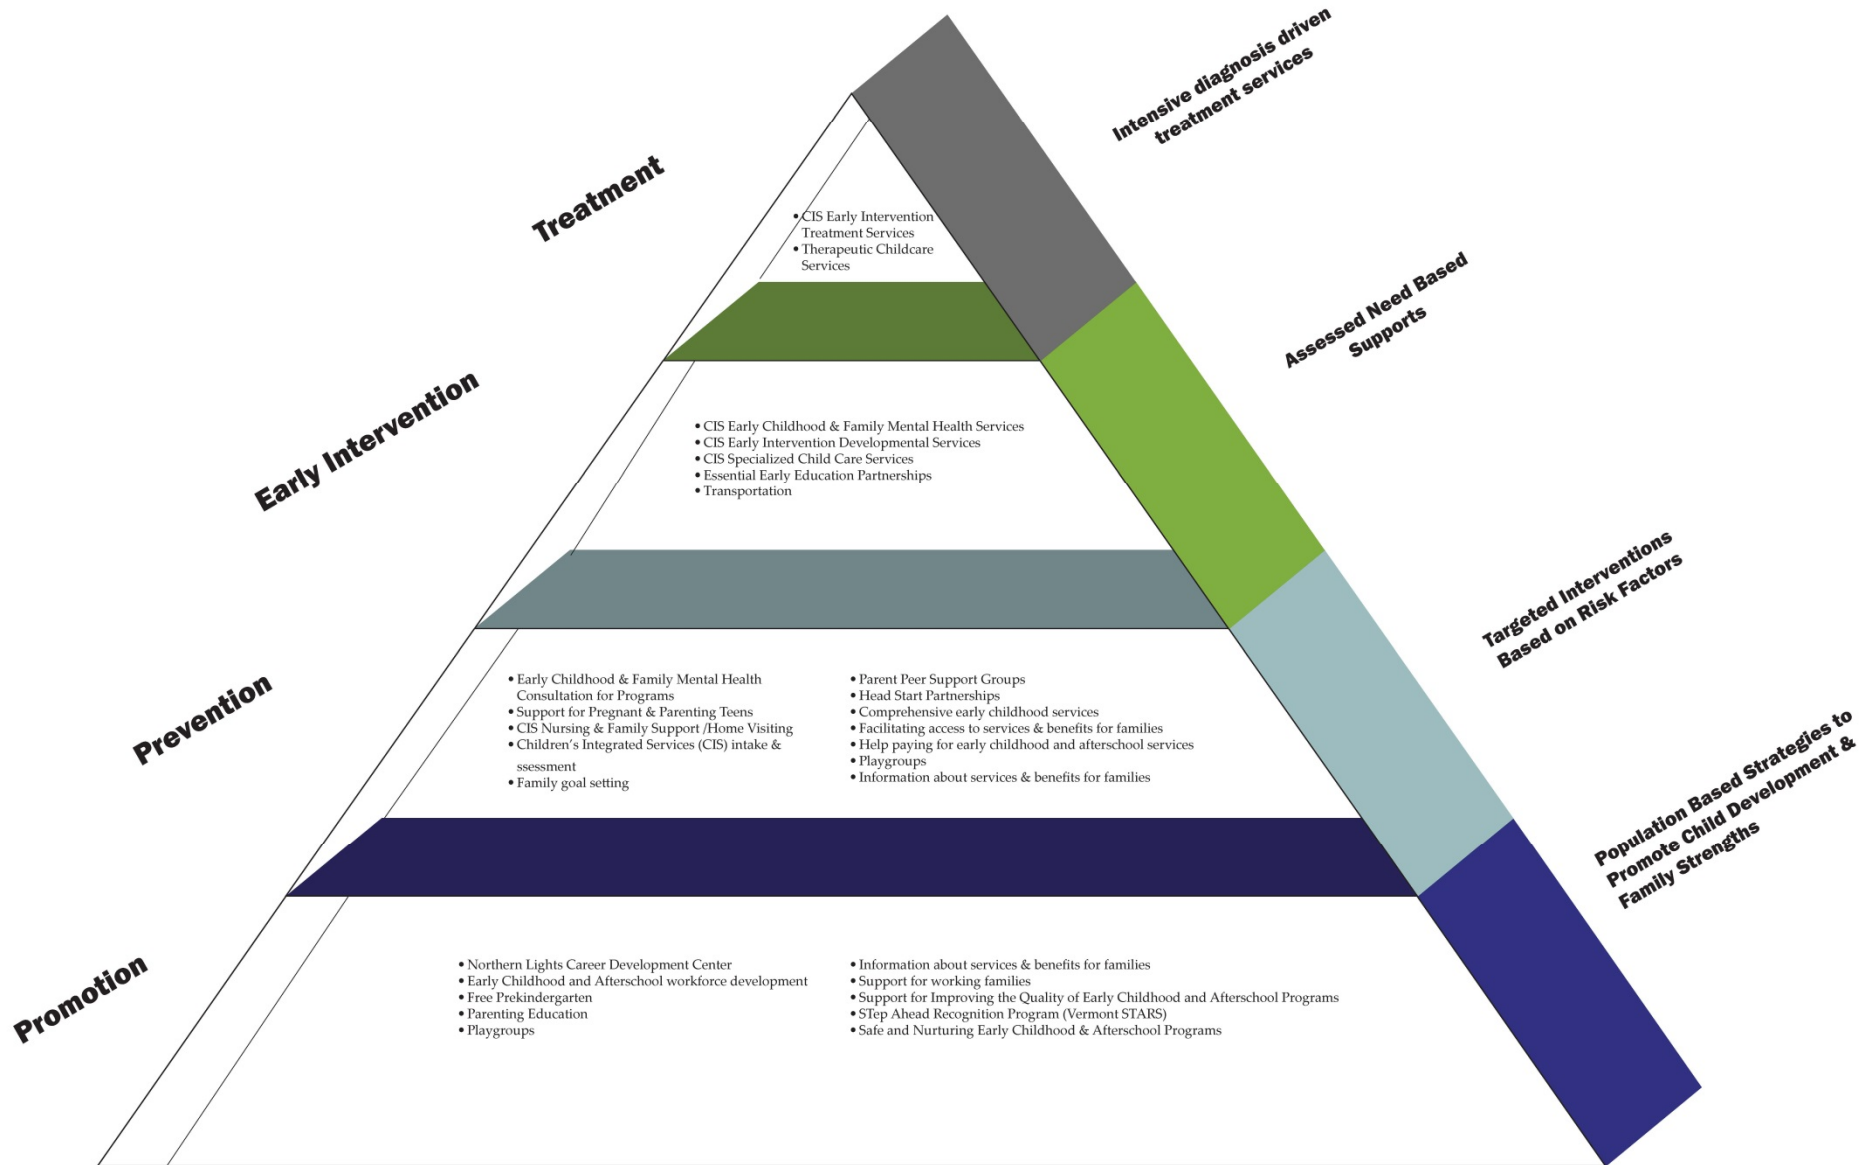 Treatment
Intensive diagnosis driven
treatment services
• CIS Early Intervention
Treatment Services
• Therapeutic Childcare
Services
Early Intervention
Assessed Need Based
Supports
• CIS Early Childhood & Family Mental Health Services
• CIS Early Intervention Developmental Services
• CIS Specialized Child Care Services
• Essential Early Education Partnerships
• Transportation
Prevention
Targeted Interventions
Based on Risk Factors
• Early Childhood & Family Mental Health
Consultation for Programs
• Support for Pregnant & Parenting Teens
• CIS Nursing & Family Support /Home Visiting
• Children's Integrated Services (CIS) intake &
ssessment
• Family goal setting
• Parent Peer Support Groups
• Head Start Partnerships
• Comprehensive early childhood services
• Facilitating access to services & benefits for families
• Help paying for early childhood and afterschool services
• Playgroups
• Information about services & benefits for families
Promotion
Population Based Strategies to
Promote Child Development &
Family Strengths
• Northern Lights Career Development Center
• Early Childhood and Afterschool workforce development
• Free Prekindergarten
• Parenting Education
• Playgroups
• Information about services & benefits for families
• Support for working families
• Support for Improving the Quality of Early Childhood and Afterschool Programs
• STep Ahead Recognition Program (Vermont STARS)
• Safe and Nurturing Early Childhood & Afterschool Programs